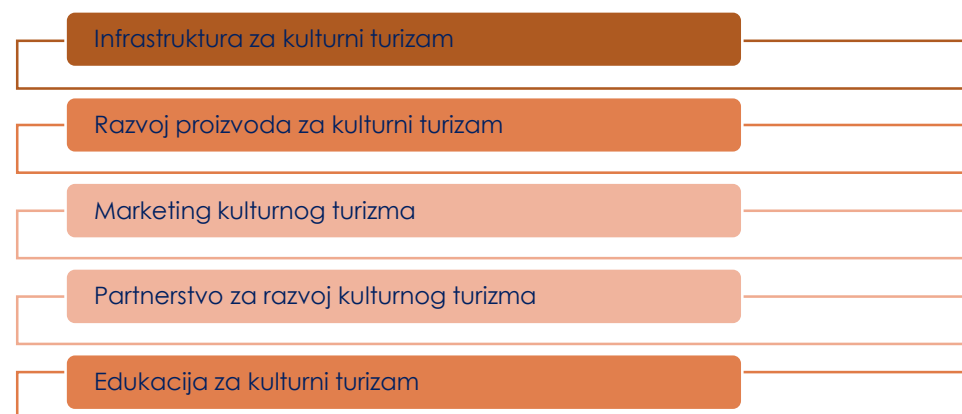 Infrastruktura za kulturni turizam
Razvoj proizvoda za kulturni turizam
Marketing kulturnog turizma
Partnerstvo za razvoj kulturnog turizma
Edukacija za kulturni turizam